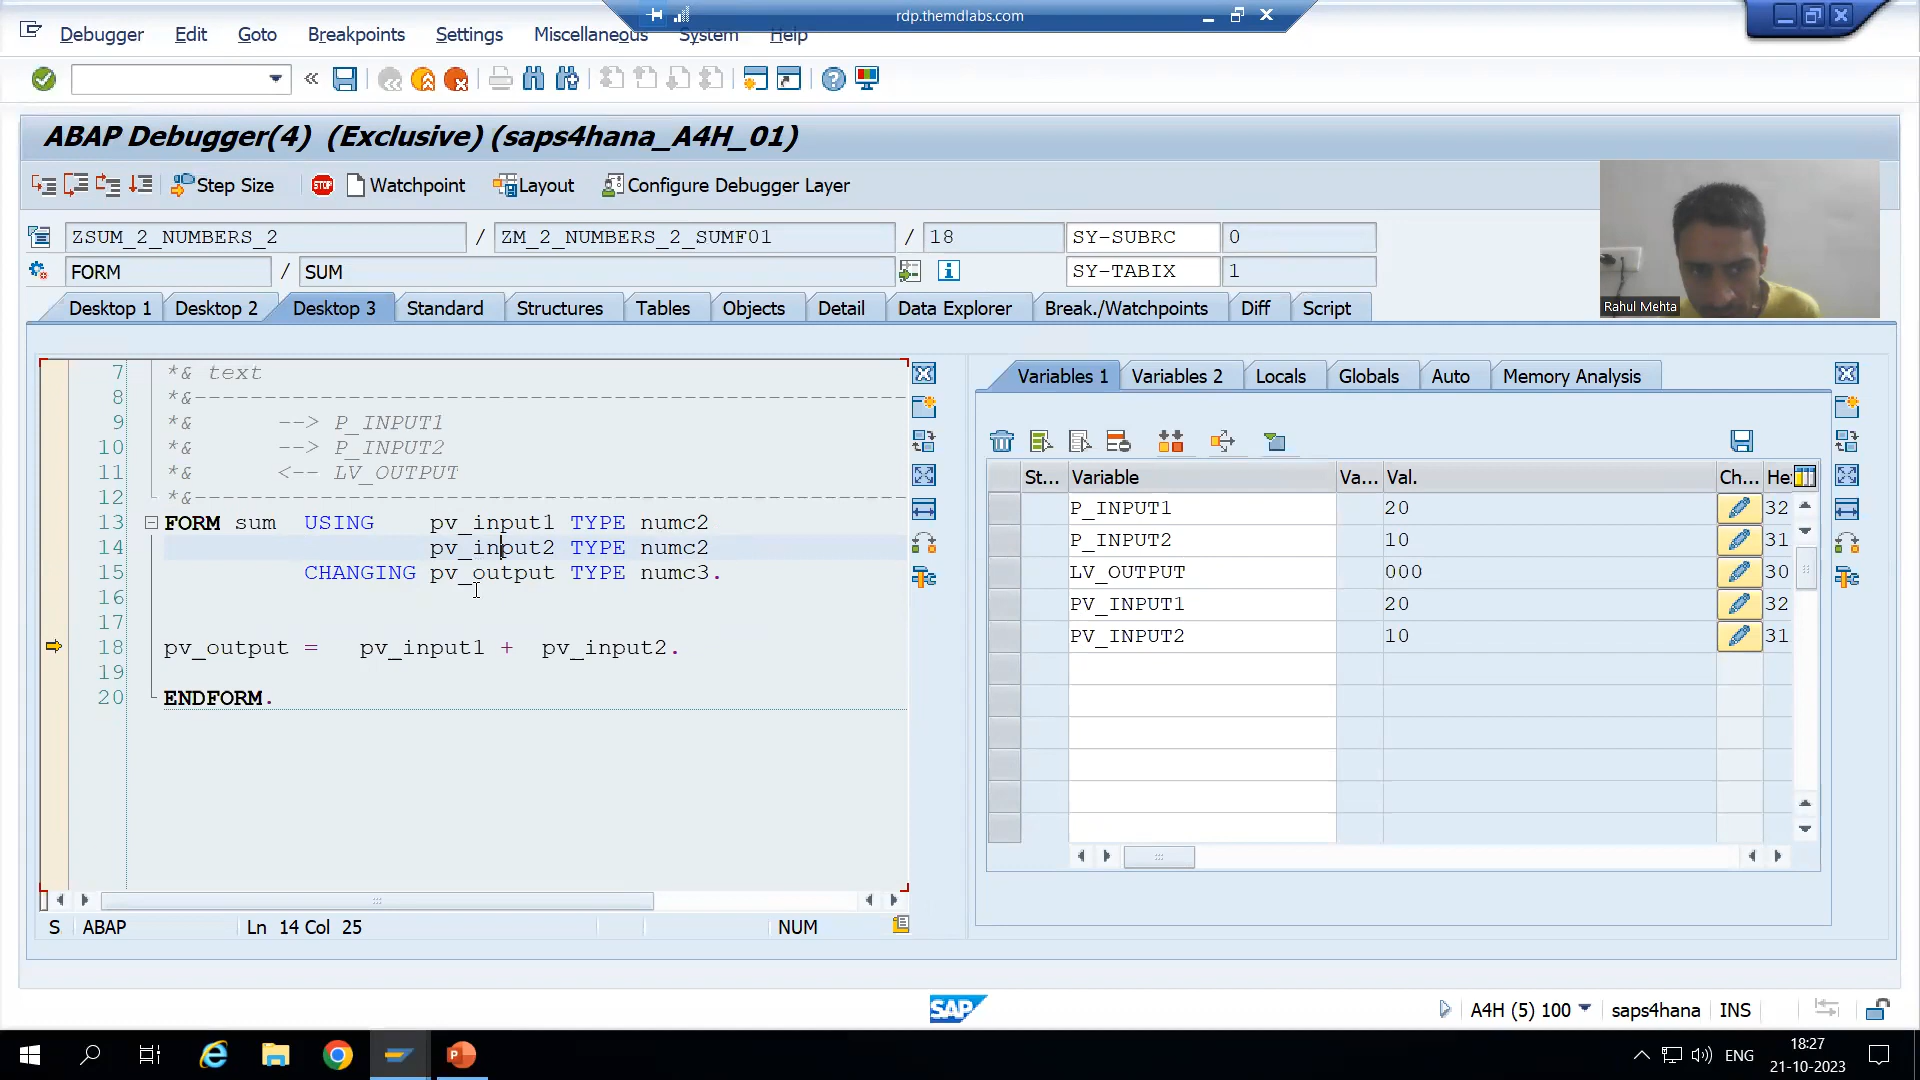 rdp.themdlabs.com
Debugger Edit Goto Breakpoints Settings Miscellaneous System Help
ABAP Debugger(4) (Exclusive) (saps4hana_A4H_01)
Step Size STOP Watchpoint Layout Configure Debugger Layer
ZSUM_2_NUMBERS_2 / ZM_2_NUMBERS_2_SUMF01 / 18 SY-SUBRC 0
FORM / SUM SY-TABIX 1
Rahul Mehta
Desktop 1 Desktop 2 Desktop 3 Standard Structures Tables Objects Detail Data Explorer Break./Watchpoints Diff Script
7 *& text
8 *&---------------------------------------------------
9 *& --> P_INPUT1
10 *& --> P_INPUT2
11 *& <-- LV_OUTPUT
12 *&---------------------------------------------------
13 FORM sum USING pv_input1 TYPE numc2
14 pv_input2 TYPE numc2
15 CHANGING pv_output TYPE numc3.
16
17
18 pv_output = pv_input1 + pv_input2.
19
20 ENDFORM.
S ABAP Ln 14 Col 25 NUM
Variables 1 Variables 2 Locals Globals Auto Memory Analysis
St... Variable Va... Val. Ch... He
P_INPUT1 20 32
P_INPUT2 10 31
LV_OUTPUT 000 30
PV_INPUT1 20 32
PV_INPUT2 10 31
SAP A4H (5) 100 saps4hana INS
ENG 18:27
21-10-2023